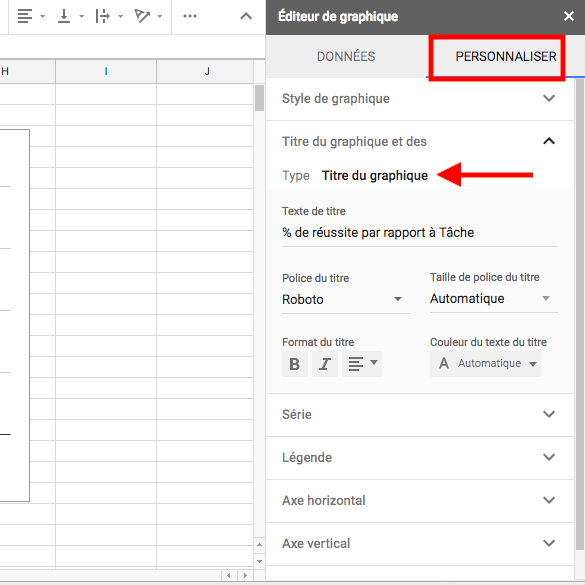 Éditeur de graphique
DONNÉES PERSONNALISER
H I J
Style de graphique
Titre du graphique et des
Type Titre du graphique
Texte de titre
% de réussite par rapport à Tâche
Police du titre Taille de police du titre
Roboto Automatique
Format du titre Couleur du texte du titre
B I A Automatique
Série
Légende
Axe horizontal
Axe vertical